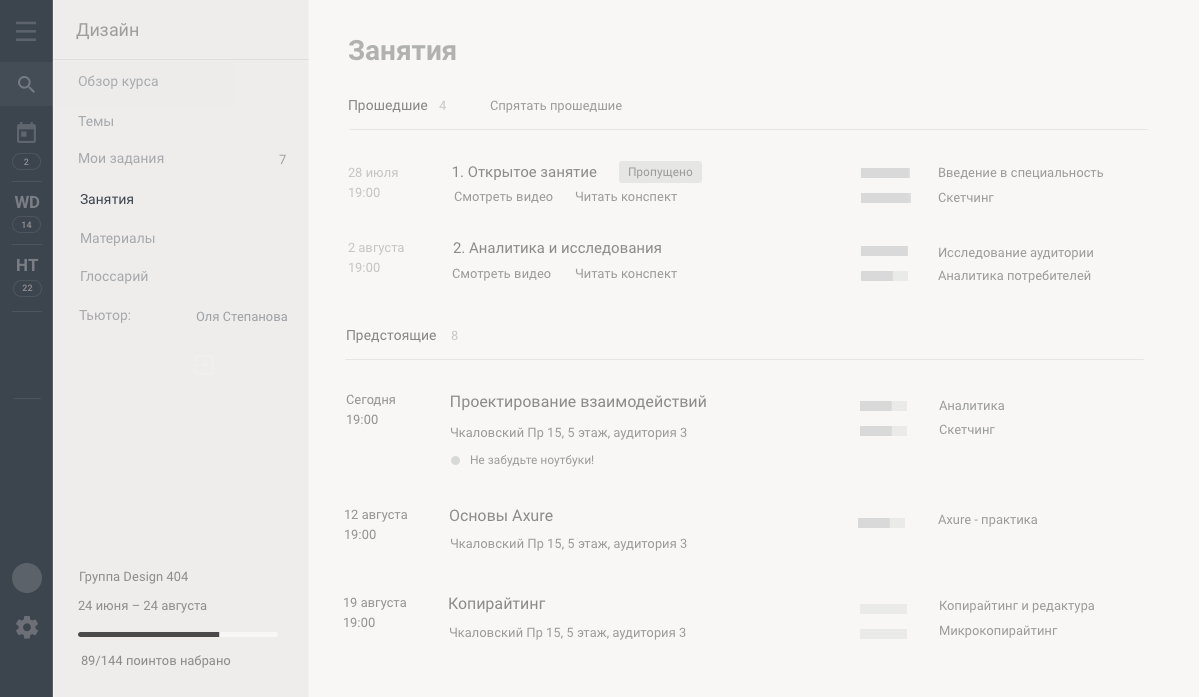 2
WD
14
HT
22
Дизайн
Обзор курса
Темы
Мои задания 7
Занятия
Материалы
Глоссарий
Тьютор: Оля Степанова
Группа Design 404
24 июня – 24 августа
89/144 поинтов набрано
Занятия
Прошедшие 4 Спрятать прошедшие
28 июля 1. Открытое занятие Пропущено Введение в специальность
19:00 Смотреть видео Читать конспект Скетчинг
2 августа 2. Аналитика и исследования Исследование аудитории
19:00 Смотреть видео Читать конспект Аналитика потребителей
Предстоящие 8
Сегодня Проектирование взаимодействий Аналитика
19:00 Чкаловский Пр 15, 5 этаж, аудитория 3 Скетчинг
Не забудьте ноутбуки!
12 августа Основы Axure Axure - практика
19:00 Чкаловский Пр 15, 5 этаж, аудитория 3
19 августа Копирайтинг Копирайтинг и редактура
19:00 Чкаловский Пр 15, 5 этаж, аудитория 3 Микрокопирайтинг